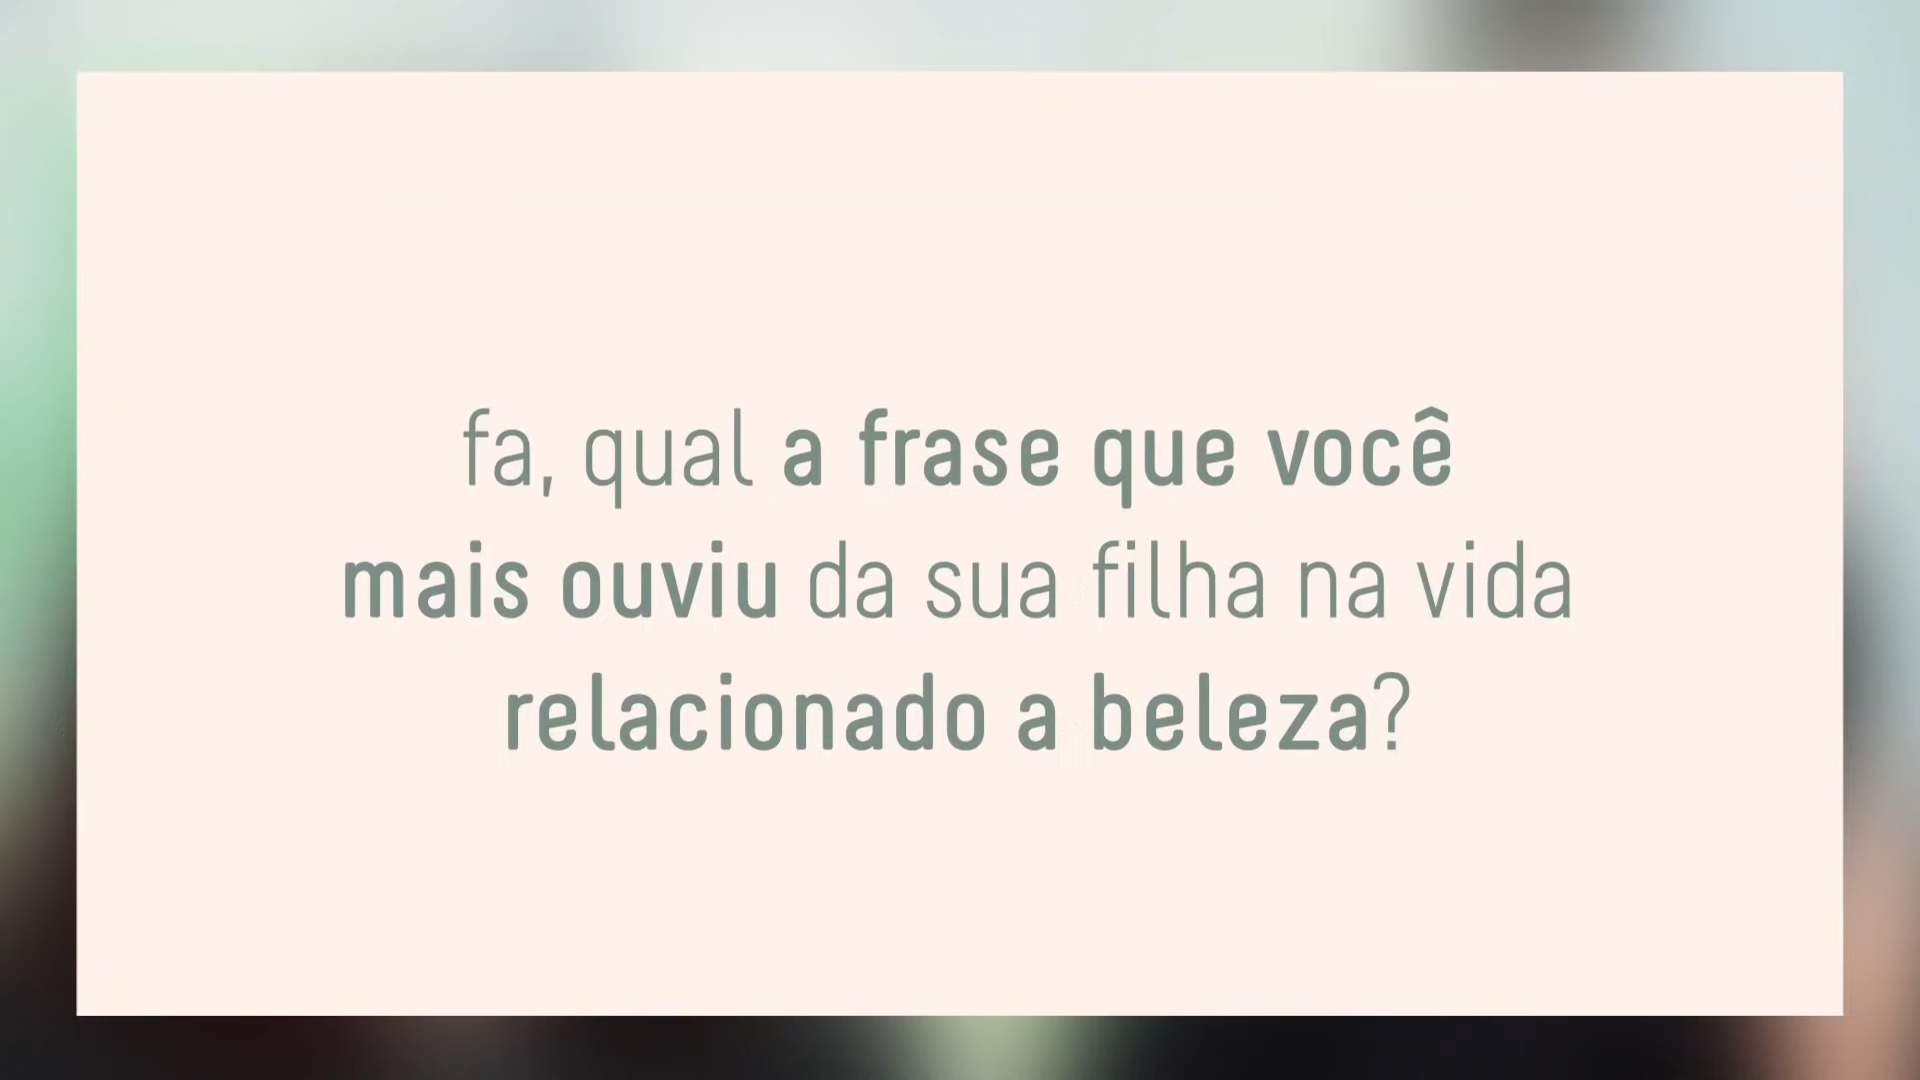 fa, qual a frase que você
mais ouviu da sua filha na vida
relacionado a beleza?